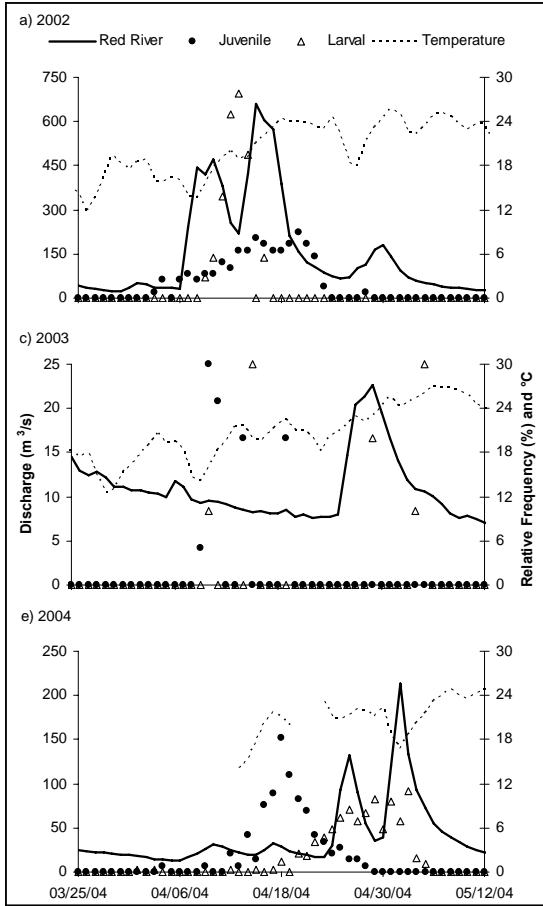 a) 2002
Red River Juvenile Larval Temperature
750 30
600 24
450 18
300 12
150 6
0 0
c) 2003
25 30
20 24
15 18
10 12
5 6
0 0
Discharge (m³/s)
Relative Frequency (%) and °C
e) 2004
250 30
200 24
150 18
100 12
50 6
0 0
03/25/04 04/06/04 04/18/04 04/30/04 05/12/04